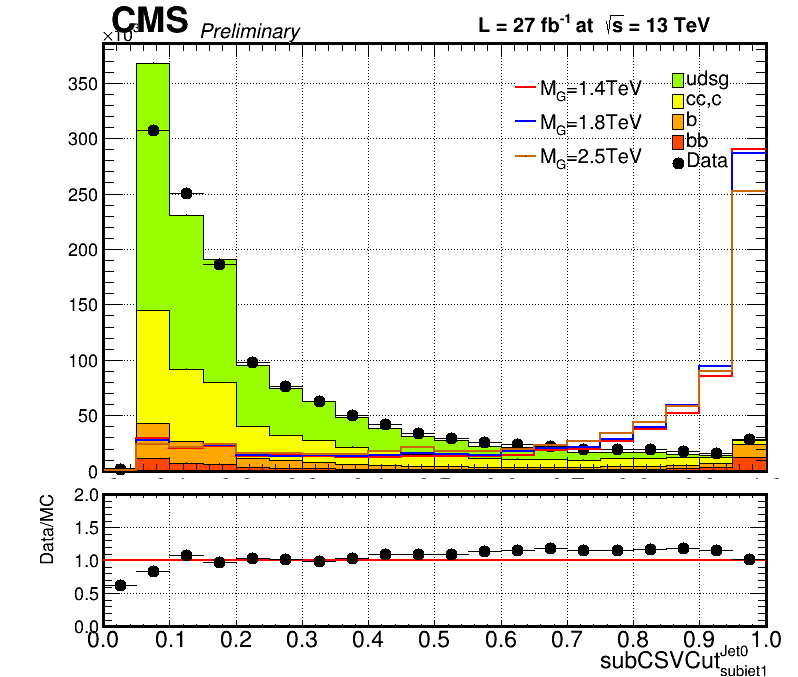 CMS Preliminary L = 27 fb⁻¹ at √s = 13 TeV
×10³
350
300
250
200
150
100
50
0
M_G=1.4TeV
M_G=1.8TeV
M_G=2.5TeV
udsg
cc,c
b
bb
Data
Data/MC
2.0
1.5
1.0
0.5
0.0
0.0 0.1 0.2 0.3 0.4 0.5 0.6 0.7 0.8 0.9 1.0
subCSVCut^Jet0_subjet1